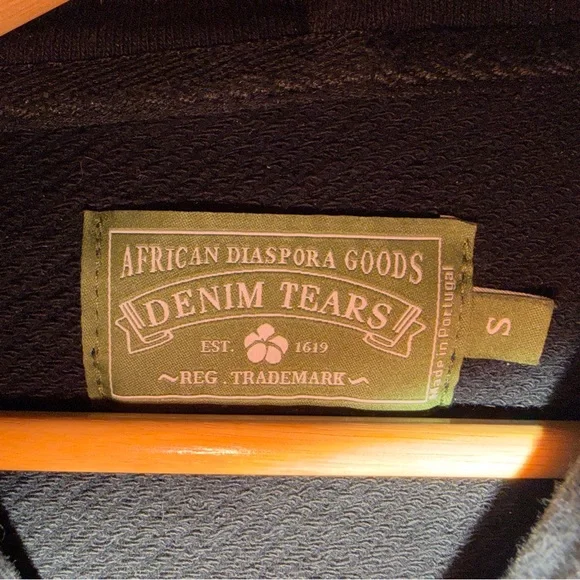 AFRICAN DIASPORA GOODS
DENIM TEARS
EST. 1619
~REG. TRADEMARK~
Made in Portugal
S